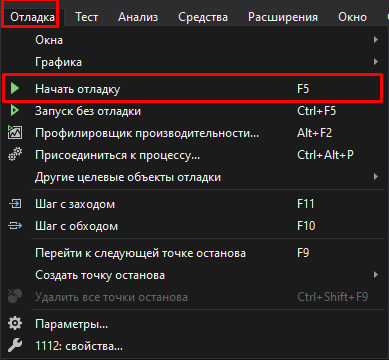 Отладка Тест Анализ Средства Расширения Окно
Окна
Графика
Начать отладку F5
Запуск без отладки Ctrl+F5
Профилировщик производительности... Alt+F2
Присоединиться к процессу... Ctrl+Alt+P
Другие целевые объекты отладки
Шаг с заходом F11
Шаг с обходом F10
Перейти к следующей точке останова F9
Создать точку останова
Удалить все точки останова Ctrl+Shift+F9
Параметры...
1112: свойства...